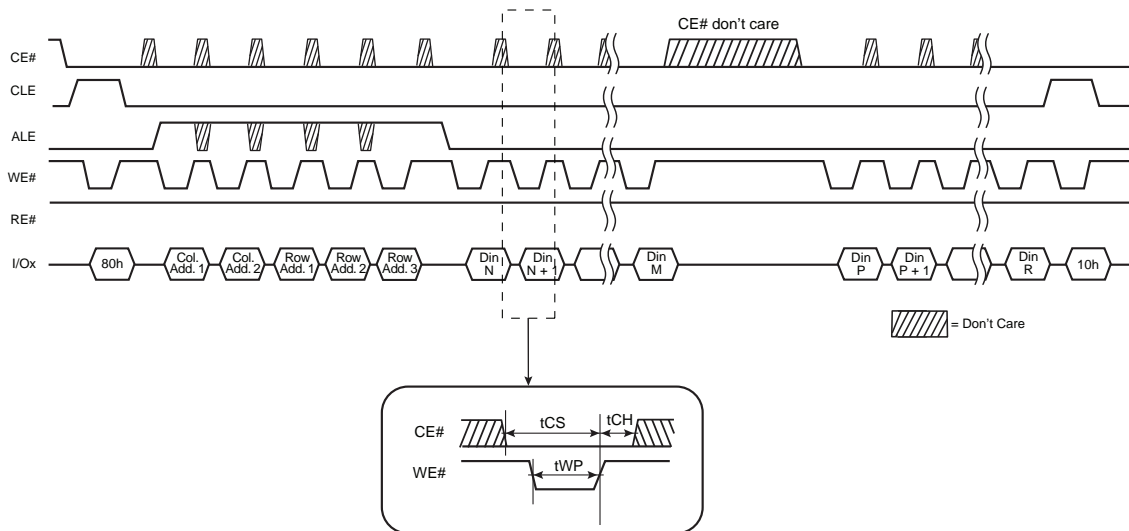 CE# don't care
CE#
CLE
ALE
WE#
RE#
I/Ox
80h
Col.
Add. 1
Col.
Add. 2
Row
Add. 1
Row
Add. 2
Row
Add. 3
Din
N
Din
N + 1
Din
M
Din
P
Din
P + 1
Din
R
10h
= Don't Care
CE#
tCS
tCH
WE#
tWP